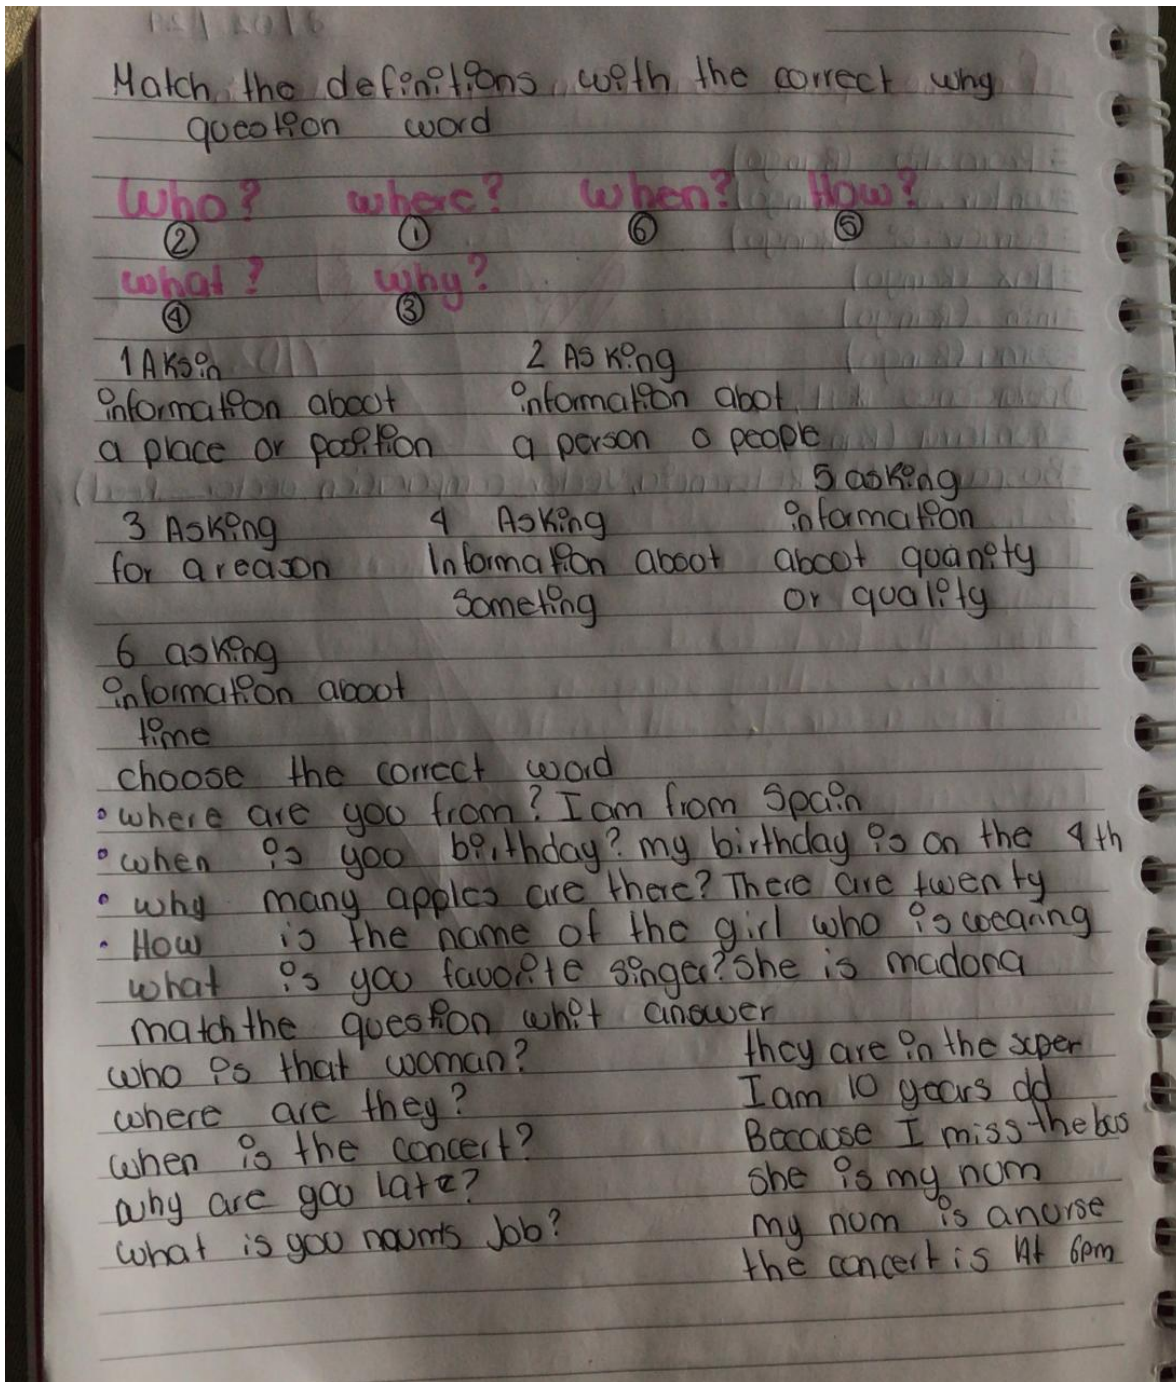 Match the definitions with the correct why
question word
Who? where? When? How?
② ① ⑥ ⑤
what? why?
④ ③
1 Aksin 2 Asking
information about information abot
a place or position a person o people
5 asking
3 Asking 4 Asking information
for a reason Information about about quanity
someting or quality
6 asking
information about
time
choose the correct word
• where are you from? I am from Spain
• when is you birthday? my birthday is on the 4th
• why many apples are there? There are twenty
• How is the name of the girl who is wearing
what is you favorite singer? she is madona
match the question whit answer
who is that woman? they are in the super
where are they? I am 10 years old
when is the concert? Because I miss the bus
why are you Late? she is my num
what is you naum's Job? my num is a nurse
the concert is At 6pm